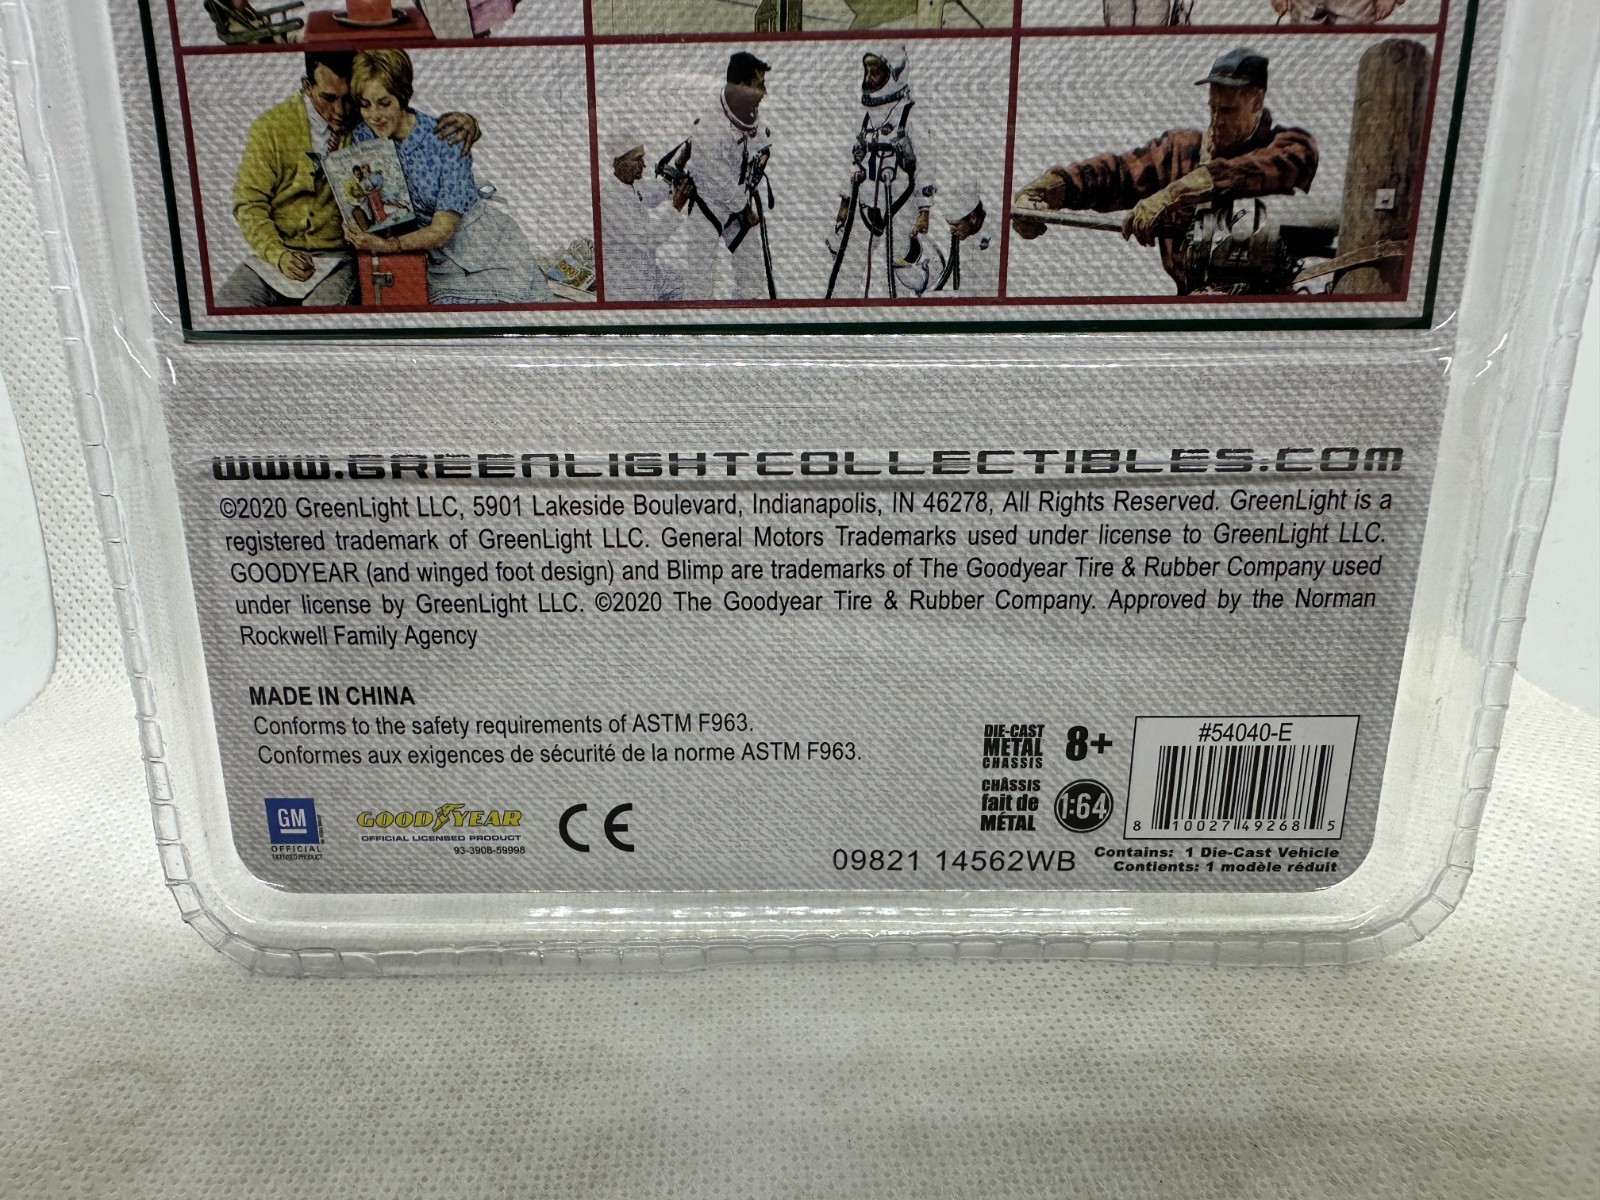 www.GREENLIGHTCOLLECTIBLES.COM
©2020 GreenLight LLC, 5901 Lakeside Boulevard, Indianapolis, IN 46278, All Rights Reserved. GreenLight is a
registered trademark of GreenLight LLC. General Motors Trademarks used under license to GreenLight LLC.
GOODYEAR (and winged foot design) and Blimp are trademarks of The Goodyear Tire & Rubber Company used
under license by GreenLight LLC. ©2020 The Goodyear Tire & Rubber Company. Approved by the Norman
Rockwell Family Agency
MADE IN CHINA
Conforms to the safety requirements of ASTM F963.
Conformes aux exigences de sécurité de la norme ASTM F963.
GM
OFFICIAL
LICENSED PRODUCT
GOODYEAR
OFFICIAL LICENSED PRODUCT
93-3908-59998
CE
DIE-CAST
METAL
CHASSIS
8+
CHÂSSIS
fait de
MÉTAL
1:64
#54040-E
8 10027 49268 5
09821 14562WB
Contains: 1 Die-Cast Vehicle
Contients: 1 modèle réduit